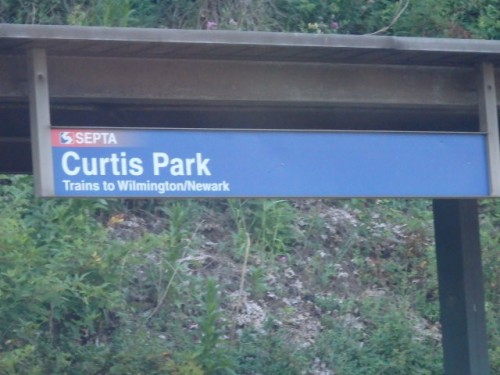 SEPTA
Curtis Park
Trains to Wilmington/Newark